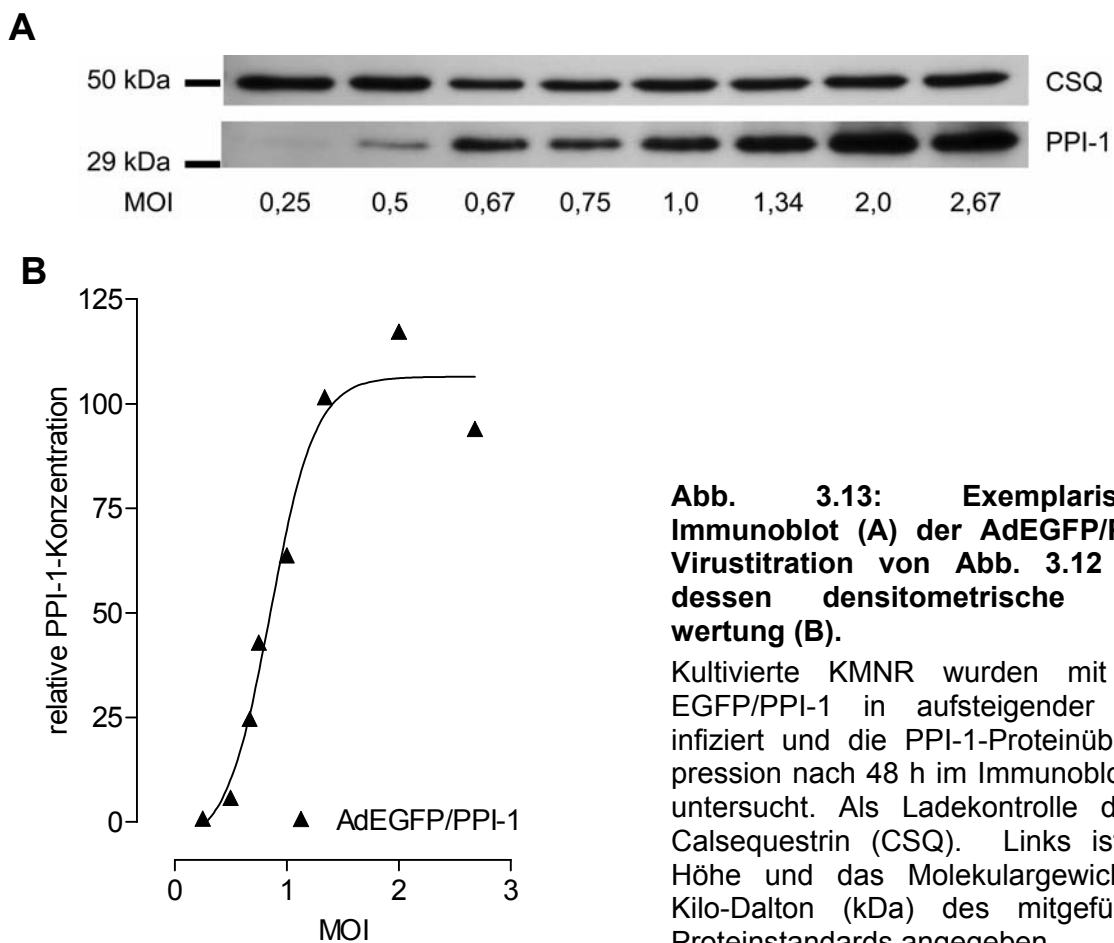 A
50 kDa
CSQ
29 kDa
PPI-1
MOI 0,25 0,5 0,67 0,75 1,0 1,34 2,0 2,67
B
125
100
75
50
25
0
relative PPI-1-Konzentration
AdEGFP/PPI-1
0 1 2 3
MOI
Abb. 3.13: Exemplaris
Immunoblot (A) der AdEGFP/
Virustitration von Abb. 3.12
dessen densitometrische
wertung (B).
Kultivierte KMNR wurden mit
EGFP/PPI-1 in aufsteigender
infiziert und die PPI-1-Proteinüb
pression nach 48 h im Immunoblo
untersucht. Als Ladekontrolle d
Calsequestrin (CSQ). Links is
Höhe und das Molekulargewic
Kilo-Dalton (kDa) des mitgefü
Proteinstandards angegeben